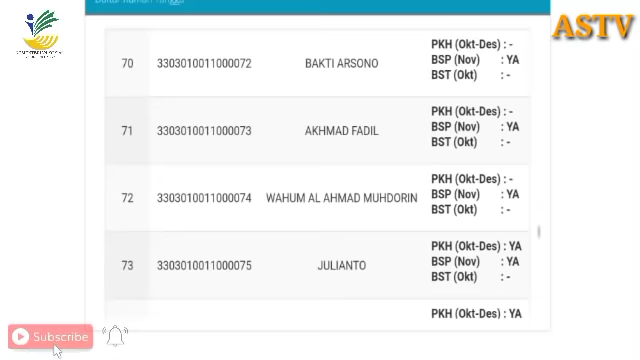 ASTV
70 3303010011000072 BAKTI ARSONO PKH (Okt-Des) : -
BSP (Nov) : YA
BST (Okt) : -
71 3303010011000073 AKHMAD FADIL PKH (Okt-Des) : -
BSP (Nov) : YA
BST (Okt) : -
72 3303010011000074 WAHUM AL AHMAD MUHDORIN PKH (Okt-Des) : -
BSP (Nov) : YA
BST (Okt) : -
73 3303010011000075 JULIANTO PKH (Okt-Des) : YA
BSP (Nov) : YA
BST (Okt) : -
PKH (Okt-Des) : YA
Subscribe